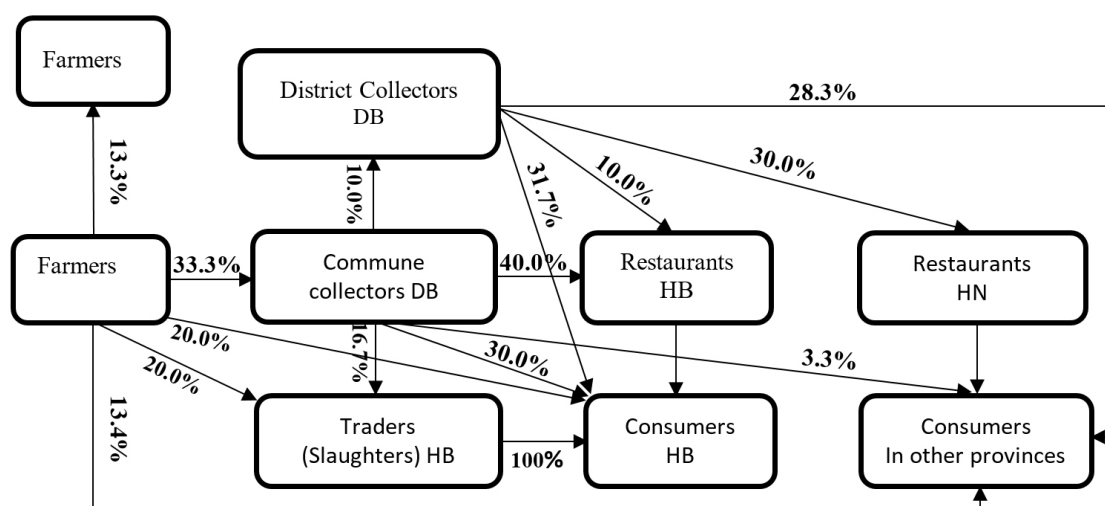 Farmers
District Collectors
DB
28.3%
13.3%
10.0%
31.7%
10.0%
30.0%
Farmers
33.3%
Commune
collectors DB
40.0%
Restaurants
HB
Restaurants
HN
20.0%
20.0%
16.7%
30.0%
3.3%
13.4%
Traders
(Slaughters) HB
100%
Consumers
HB
Consumers
In other provinces